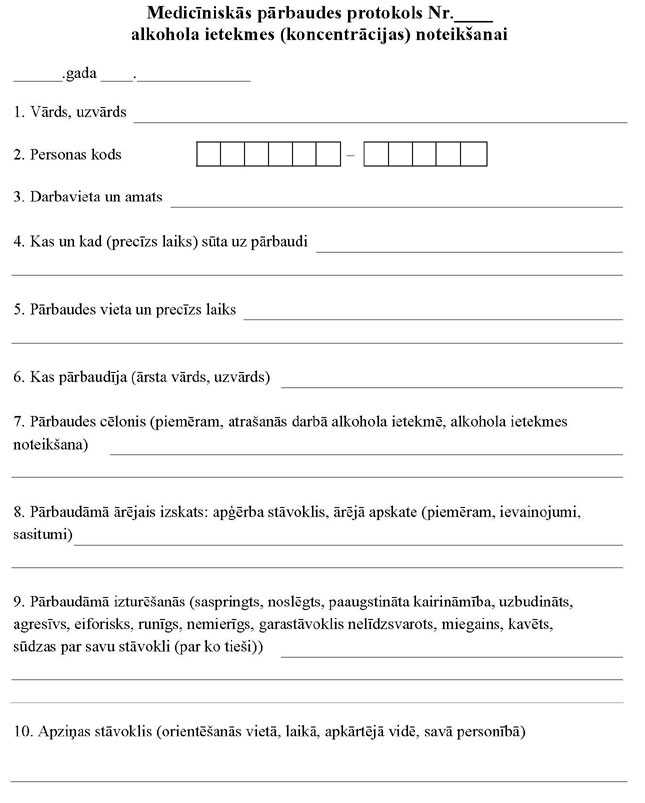 Medicīniskās pārbaudes protokols Nr.____
alkohola ietekmes (koncentrācijas) noteikšanai
______.gada ____.______________
1. Vārds, uzvārds
2. Personas kods –
3. Darbavieta un amats
4. Kas un kad (precīzs laiks) sūta uz pārbaudi
5. Pārbaudes vieta un precīzs laiks
6. Kas pārbaudīja (ārsta vārds, uzvārds)
7. Pārbaudes cēlonis (piemēram, atrašanās darbā alkohola ietekmē, alkohola ietekmes
noteikšana)
8. Pārbaudāmā ārējais izskats: apģērba stāvoklis, ārējā apskate (piemēram, ievainojumi,
sasitumi)
9. Pārbaudāmā izturēšanās (saspringts, noslēgts, paaugstināta kairināmība, uzbudināts,
agresīvs, eiforisks, runīgs, nemierīgs, garastāvoklis nelīdzsvarots, miegains, kavēts,
sūdzas par savu stāvokli (par ko tieši))
10. Apziņas stāvoklis (orientēšanās vietā, laikā, apkārtējā vidē, savā personībā)